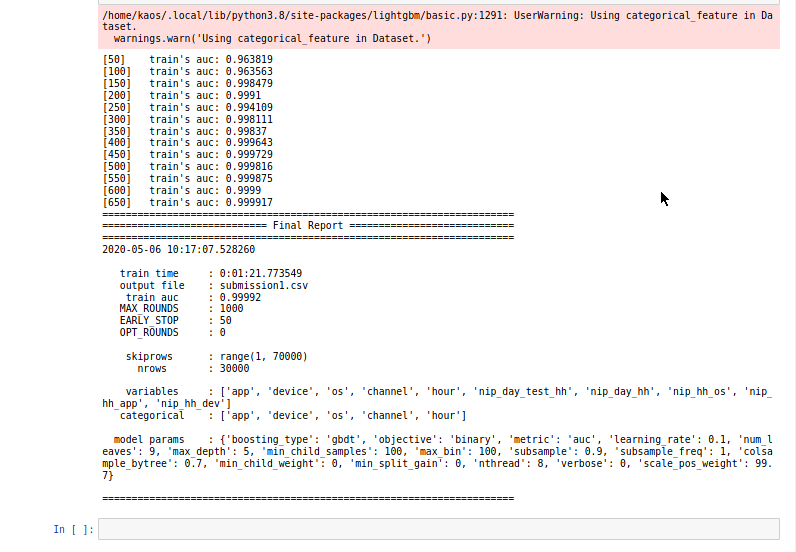 /home/kaos/.local/lib/python3.8/site-packages/lightgbm/basic.py:1291: UserWarning: Using categorical_feature in Da
taset.
  warnings.warn('Using categorical_feature in Dataset.')
[50]    train's auc: 0.963819
[100]   train's auc: 0.963563
[150]   train's auc: 0.998479
[200]   train's auc: 0.9991
[250]   train's auc: 0.994109
[300]   train's auc: 0.998111
[350]   train's auc: 0.99837
[400]   train's auc: 0.999643
[450]   train's auc: 0.999729
[500]   train's auc: 0.999816
[550]   train's auc: 0.999875
[600]   train's auc: 0.9999
[650]   train's auc: 0.999917
======================================================================
============================ Final Report ============================
======================================================================
2020-05-06 10:17:07.528260
   train time     : 0:01:21.773549
   output file    : submission1.csv
    train auc     : 0.99992
   MAX_ROUNDS     : 1000
   EARLY_STOP     : 50
   OPT_ROUNDS     : 0
    skiprows      : range(1, 70000)
      nrows       : 30000
    variables     : ['app', 'device', 'os', 'channel', 'hour', 'nip_day_test_hh', 'nip_day_hh', 'nip_hh_os', 'nip_
hh_app', 'nip_hh_dev']
   categorical    : ['app', 'device', 'os', 'channel', 'hour']
  model params    : {'boosting_type': 'gbdt', 'objective': 'binary', 'metric': 'auc', 'learning_rate': 0.1, 'num_l
eaves': 9, 'max_depth': 5, 'min_child_samples': 100, 'max_bin': 100, 'subsample': 0.9, 'subsample_freq': 1, 'colsa
mple_bytree': 0.7, 'min_child_weight': 0, 'min_split_gain': 0, 'nthread': 8, 'verbose': 0, 'scale_pos_weight': 99.
7}
======================================================================
In [ ]: